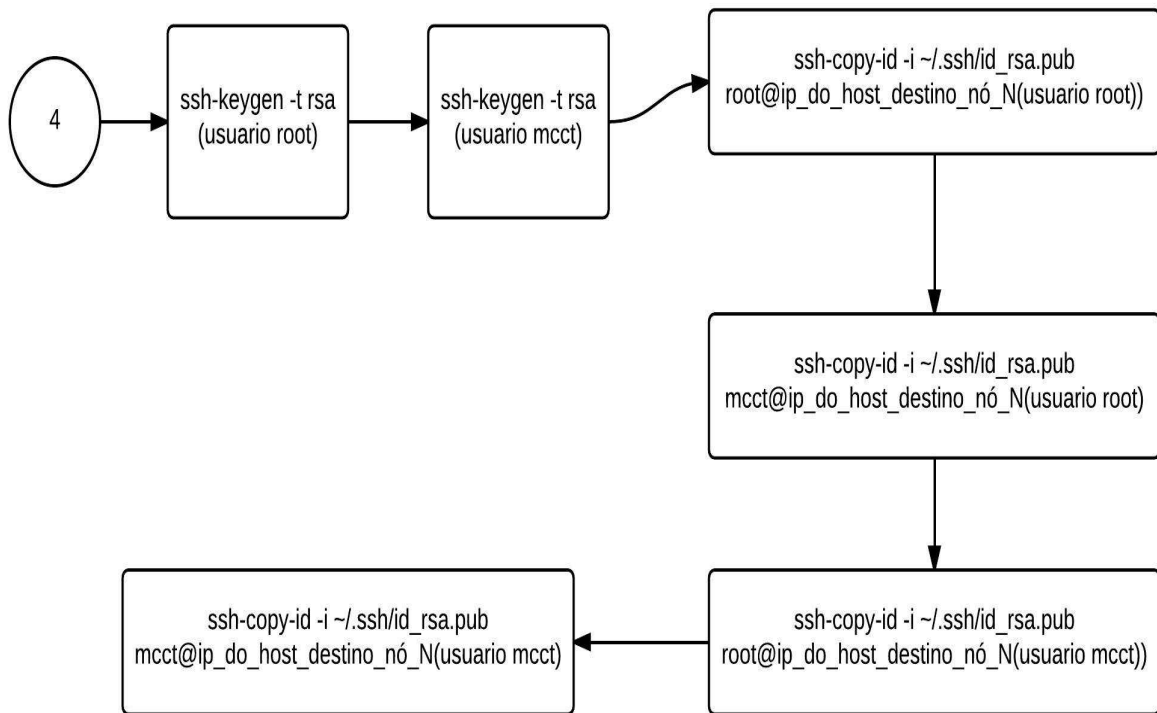 4
ssh-keygen -t rsa
(usuario root)
ssh-keygen -t rsa
(usuario mcct)
ssh-copy-id -i ~/.ssh/id_rsa.pub
root@ip_do_host_destino_nó_N(usuario root))
ssh-copy-id -i ~/.ssh/id_rsa.pub
mcct@ip_do_host_destino_nó_N(usuario root)
ssh-copy-id -i ~/.ssh/id_rsa.pub
root@ip_do_host_destino_nó_N(usuario mcct))
ssh-copy-id -i ~/.ssh/id_rsa.pub
mcct@ip_do_host_destino_nó_N(usuario mcct)